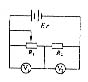 E r
R₁ R₂
V₁ V₂